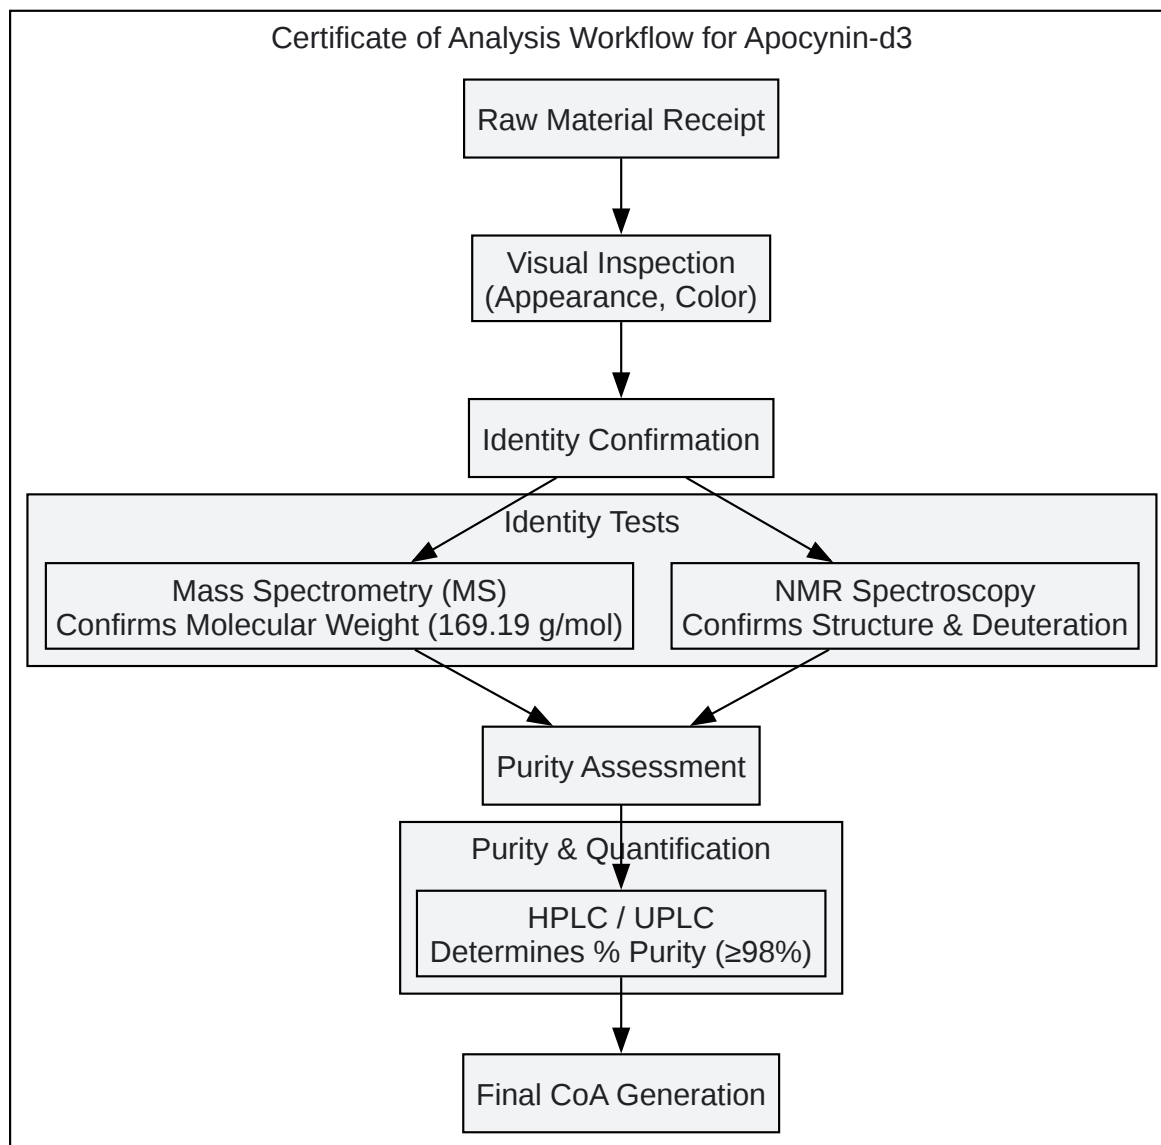 Certificate of Analysis Workflow for Apocynin-d3
Raw Material Receipt
Visual Inspection
(Appearance, Color)
Identity Confirmation
Identity Tests
Mass Spectrometry (MS)
Confirms Molecular Weight (169.19 g/mol)
NMR Spectroscopy
Confirms Structure & Deuteration
Purity Assessment
Purity & Quantification
HPLC / UPLC
Determines % Purity (≥98%)
Final CoA Generation